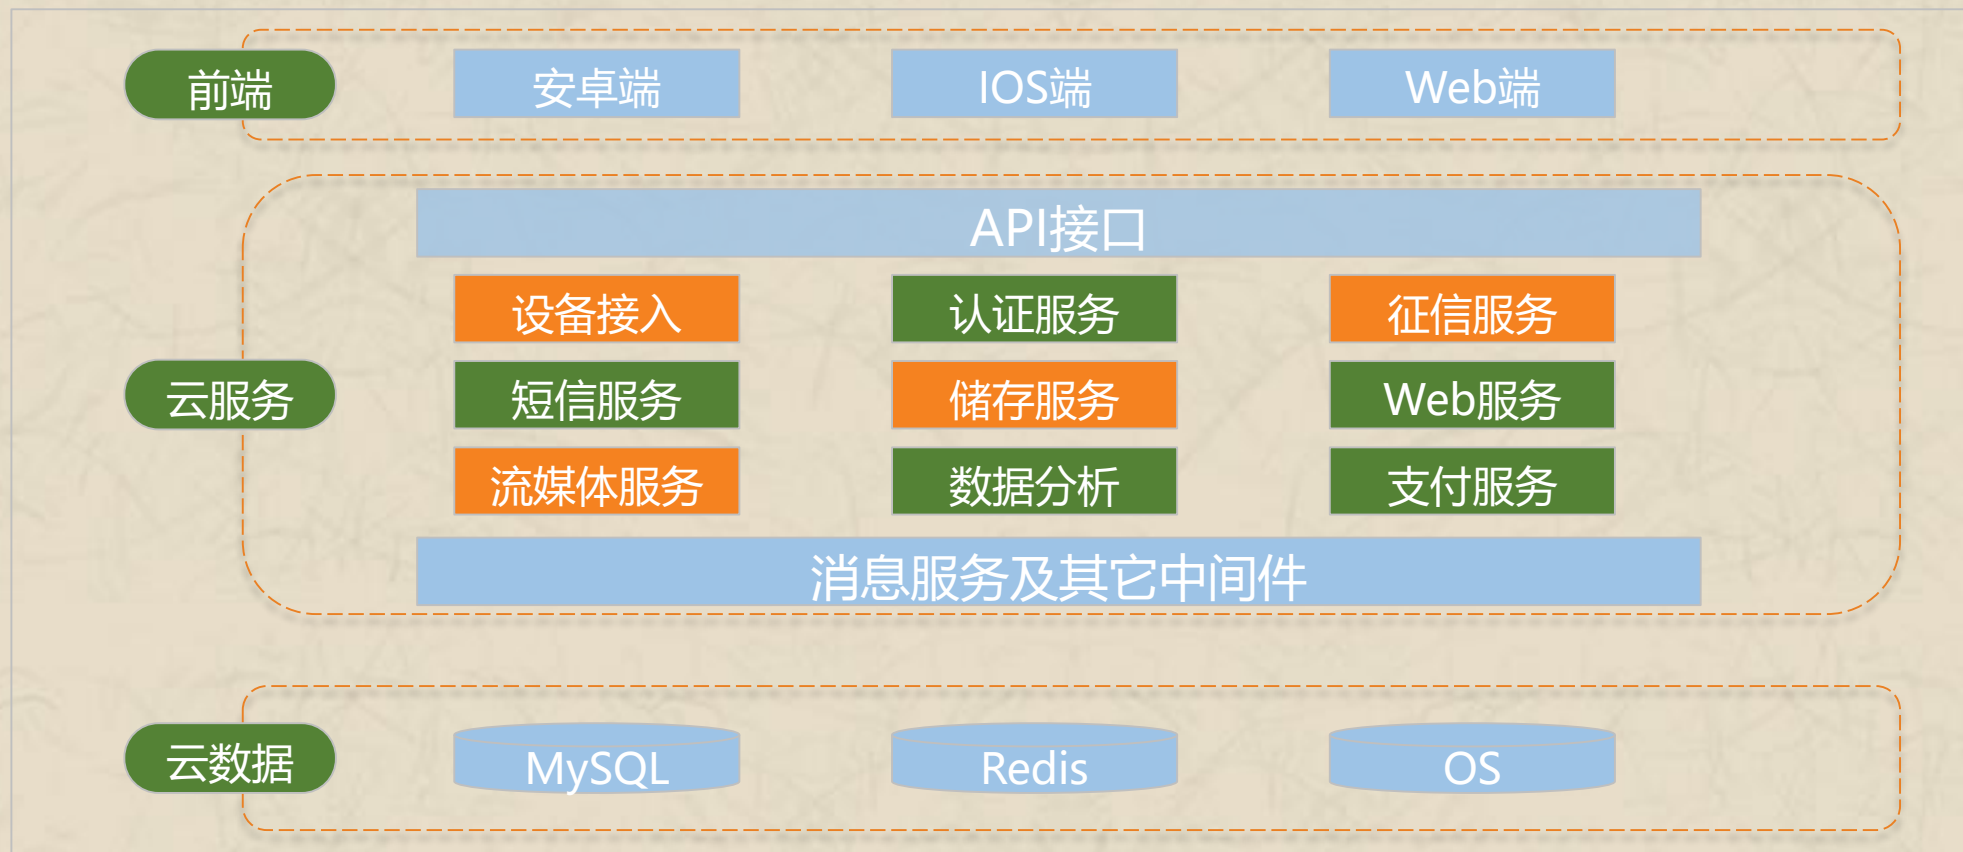 前端
安卓端
IOS端
Web端
API接口
设备接入
认证服务
征信服务
云服务
短信服务
储存服务
Web服务
流媒体服务
数据分析
支付服务
消息服务及其它中间件
云数据
MySQL
Redis
OS